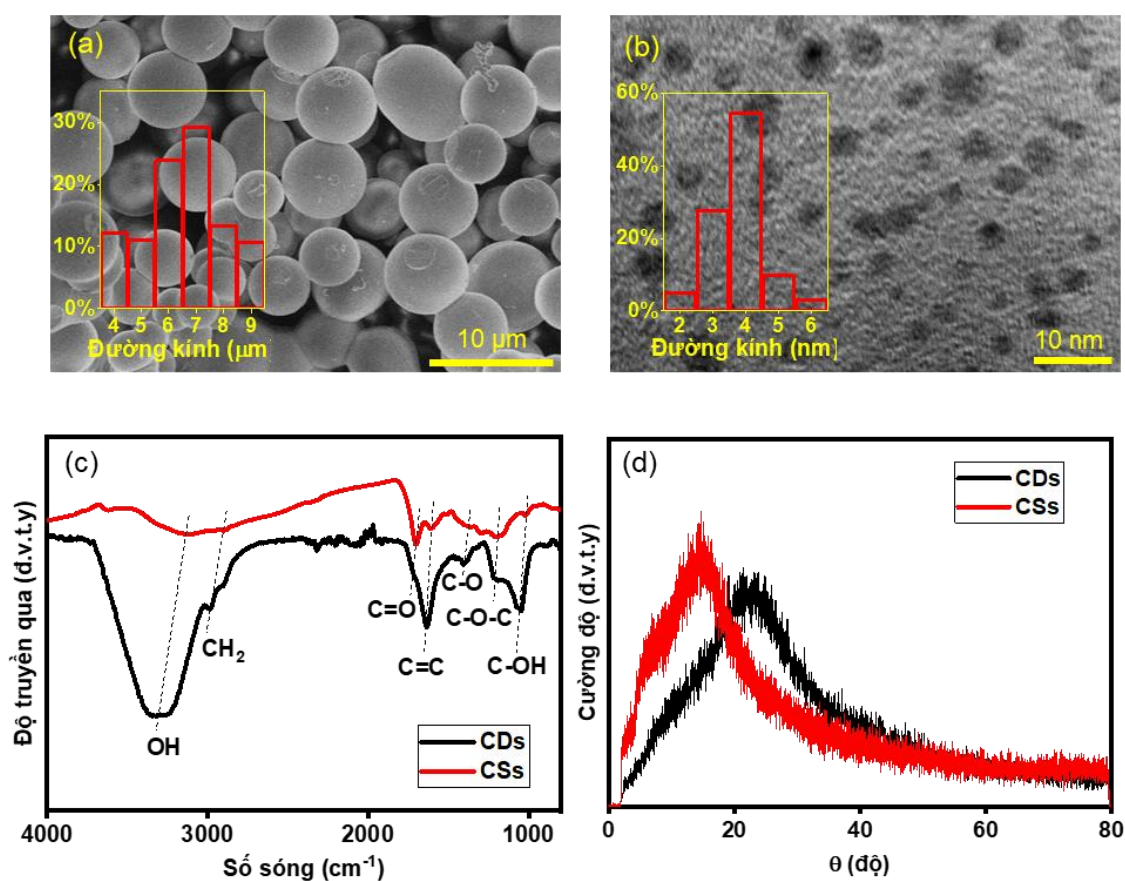 (a)
30%
20%
10%
0%
4 5 6 7 8 9
Đường kính (μm
10 μm
(b)
60%
40%
20%
0%
2 3 4 5 6
Đường kính (nm)
10 nm
(c)
Độ truyền qua (d.v.t.y)
OH
CH₂
C=O
C=C
C-O
C-O-C
C-OH
CDs
CSs
4000 3000 2000 1000
Số sóng (cm⁻¹)
(d)
Cường độ (d.v.t.y)
CDs
CSs
0 20 40 60 80
θ (độ)